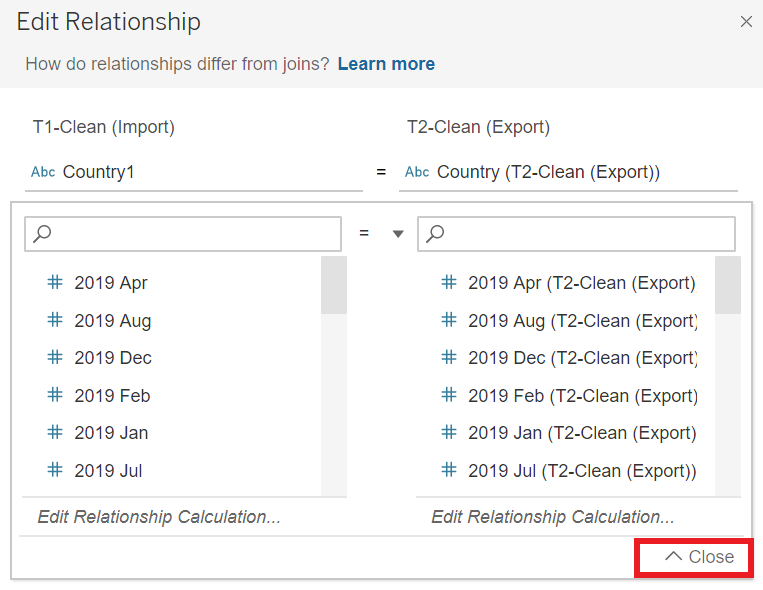 Edit Relationship
How do relationships differ from joins? Learn more
T1-Clean (Import) T2-Clean (Export)
Abc Country1 = Abc Country (T2-Clean (Export))
=
2019 Apr 2019 Apr (T2-Clean (Export)
2019 Aug 2019 Aug (T2-Clean (Export)
2019 Dec 2019 Dec (T2-Clean (Export)
2019 Feb 2019 Feb (T2-Clean (Export)
2019 Jan 2019 Jan (T2-Clean (Export)
2019 Jul 2019 Jul (T2-Clean (Export))
Edit Relationship Calculation... Edit Relationship Calculation...
Close